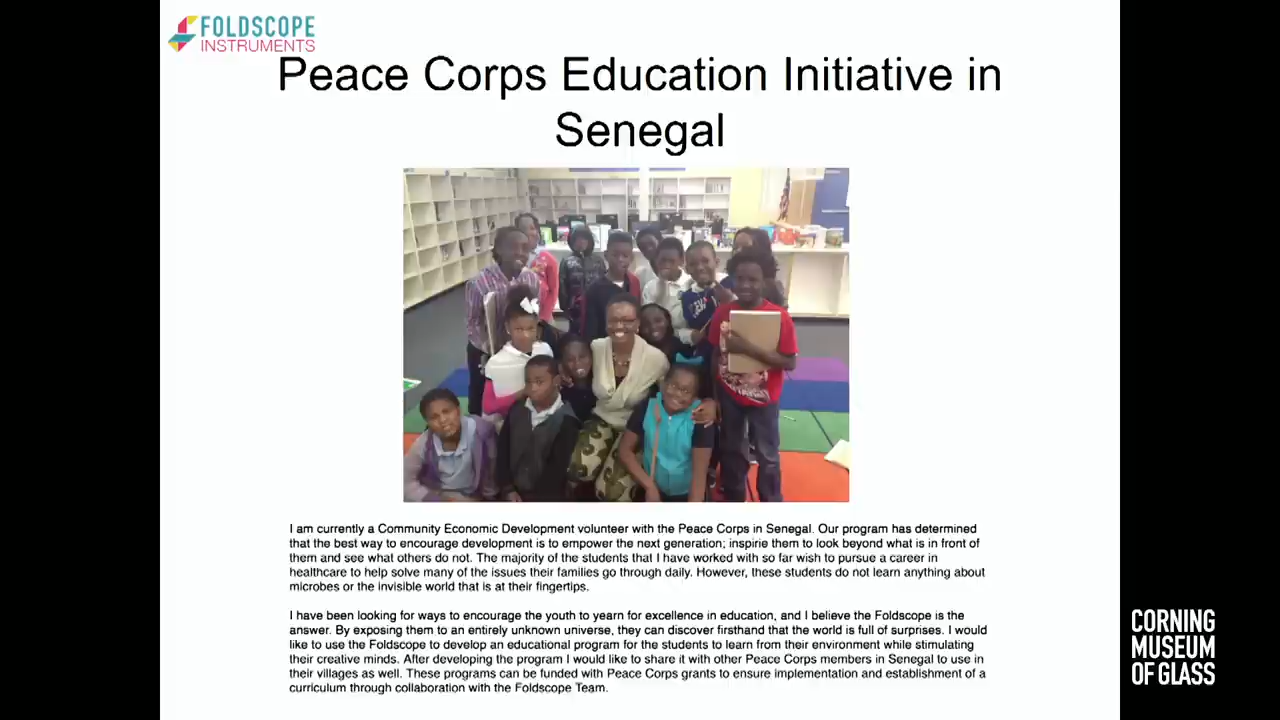 FOLDSCOPE
INSTRUMENTS
Peace Corps Education Initiative in
Senegal
I am currently a Community Economic Development volunteer with the Peace Corps in Senegal. Our program has determined
that the best way to encourage development is to empower the next generation; inspirie them to look beyond what is in front of
them and see what others do not. The majority of the students that I have worked with so far wish to pursue a career in
healthcare to help solve many of the issues their families go through daily. However, these students do not learn anything about
microbes or the invisible world that is at their fingertips.
I have been looking for ways to encourage the youth to yearn for excellence in education, and I believe the Foldscope is the
answer. By exposing them to an entirely unknown universe, they can discover firsthand that the world is full of surprises. I would
like to use the Foldscope to develop an educational program for the students to learn from their environment while stimulating
their creative minds. After developing the program I would like to share it with other Peace Corps members in Senegal to use in
their villages as well. These programs can be funded with Peace Corps grants to ensure implementation and establishment of a
curriculum through collaboration with the Foldscope Team.
CORNING
MUSEUM
OF GLASS